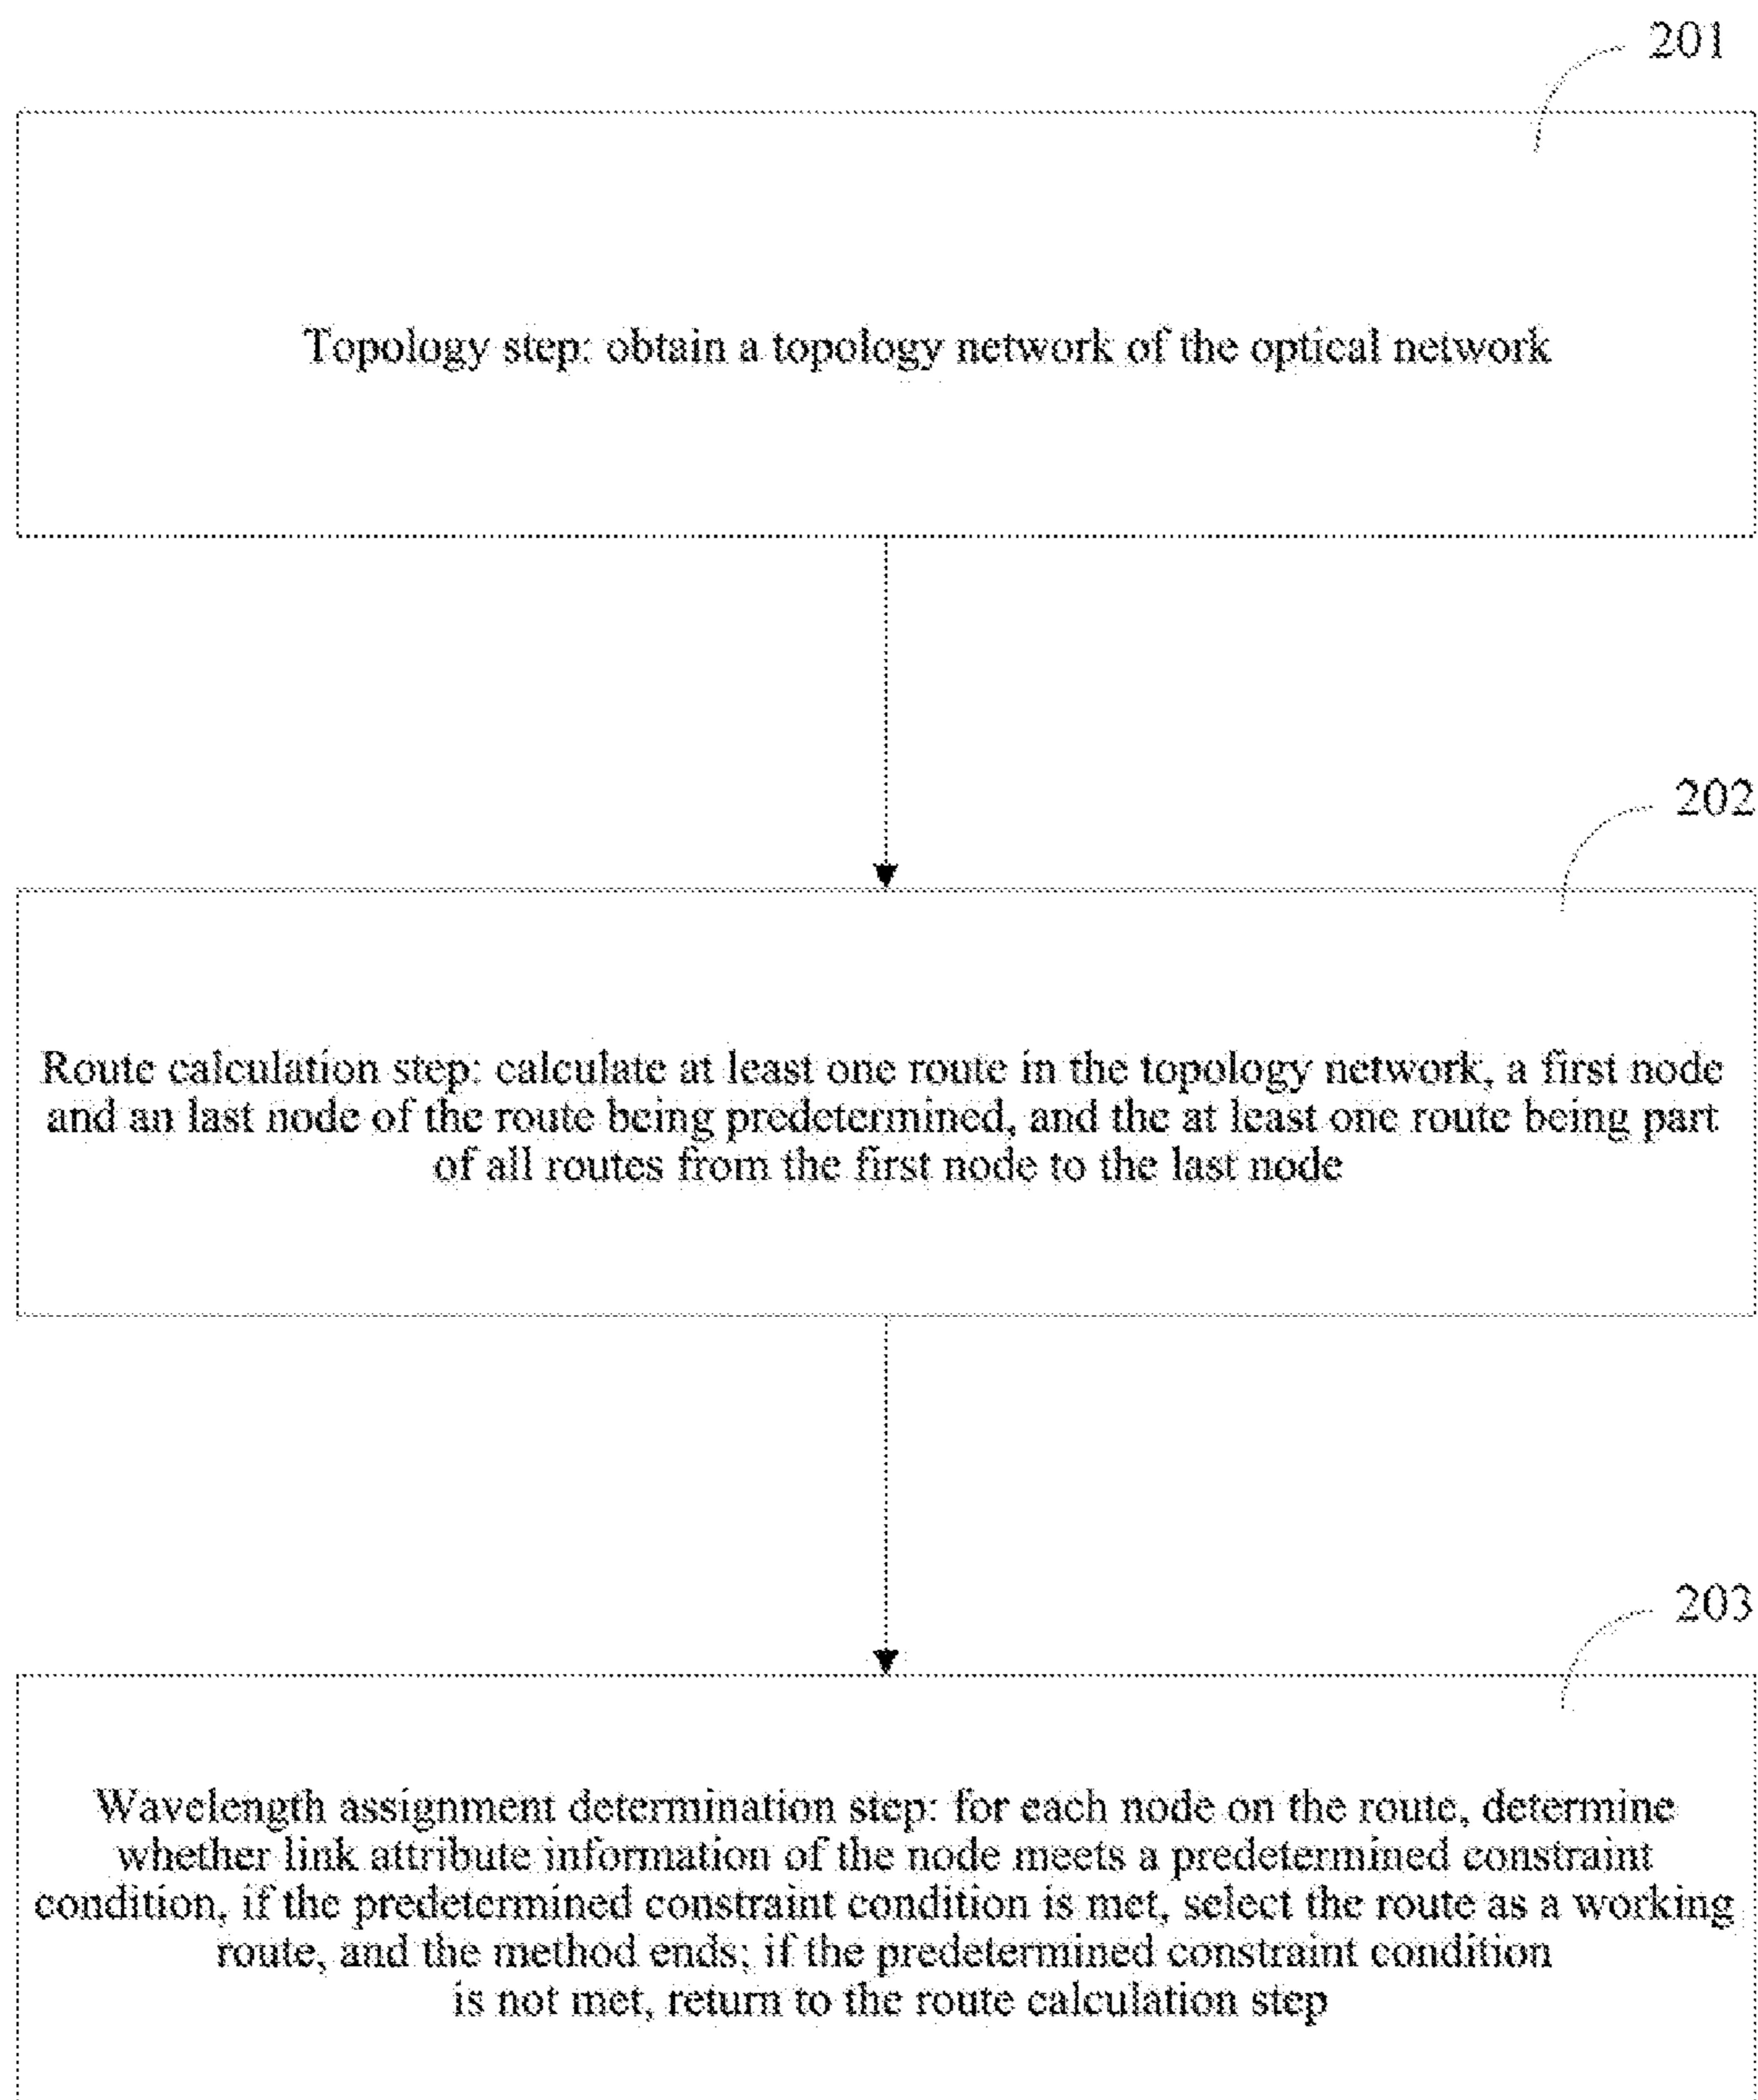 201
Topology step: obtain a topology network of the optical network
202
Route calculation step: calculate at least one route in the topology network, a first node
and an last node of the route being predetermined, and the at least one route being part
of all routes from the first node to the last node
203
Wavelength assignment determination step: for each node on the route, determine
whether link attribute information of the node meets a predetermined constraint
condition, if the predetermined constraint condition is met, select the route as a working
route, and the method ends; if the predetermined constraint condition
is not met, return to the route calculation step